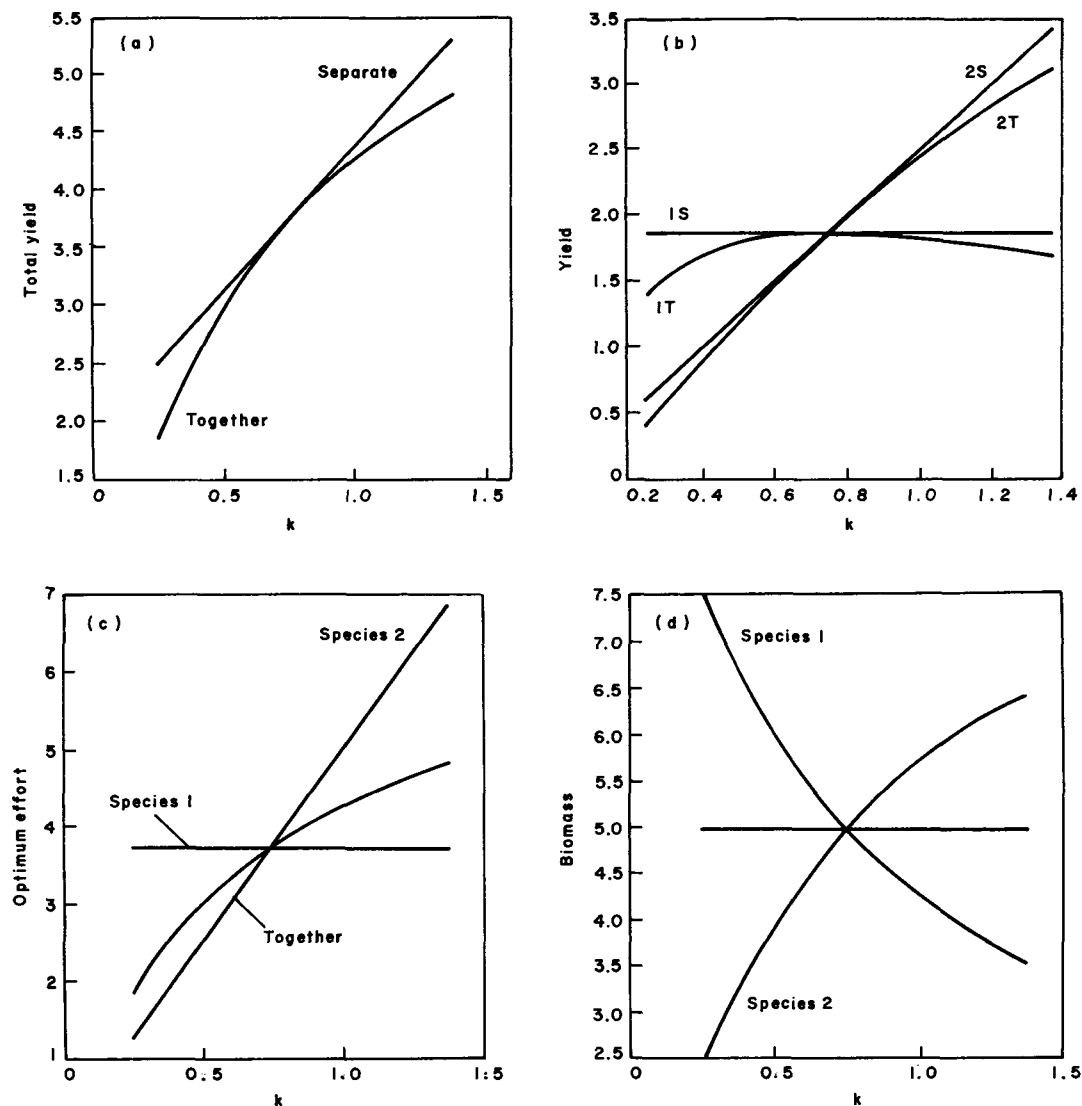 (a)
5.5
5.0
4.5
4.0
3.5
3.0
2.5
2.0
1.5
Total yield
Separate
Together
0 0.5 1.0 1.5
k
(b)
3.5
3.0
2.5
2.0
1.5
1.0
0.5
0
Yield
2S
2T
1S
1T
0.2 0.4 0.6 0.8 1.0 1.2 1.4
k
(c)
7
6
5
4
3
2
1
Optimum effort
Species 2
Species 1
Together
0 0.5 1.0 1.5
k
(d)
7.5
7.0
6.5
6.0
5.5
5.0
4.5
4.0
3.5
3.0
2.5
Biomass
Species 1
Species 2
0 0.5 1.0 1.5
k